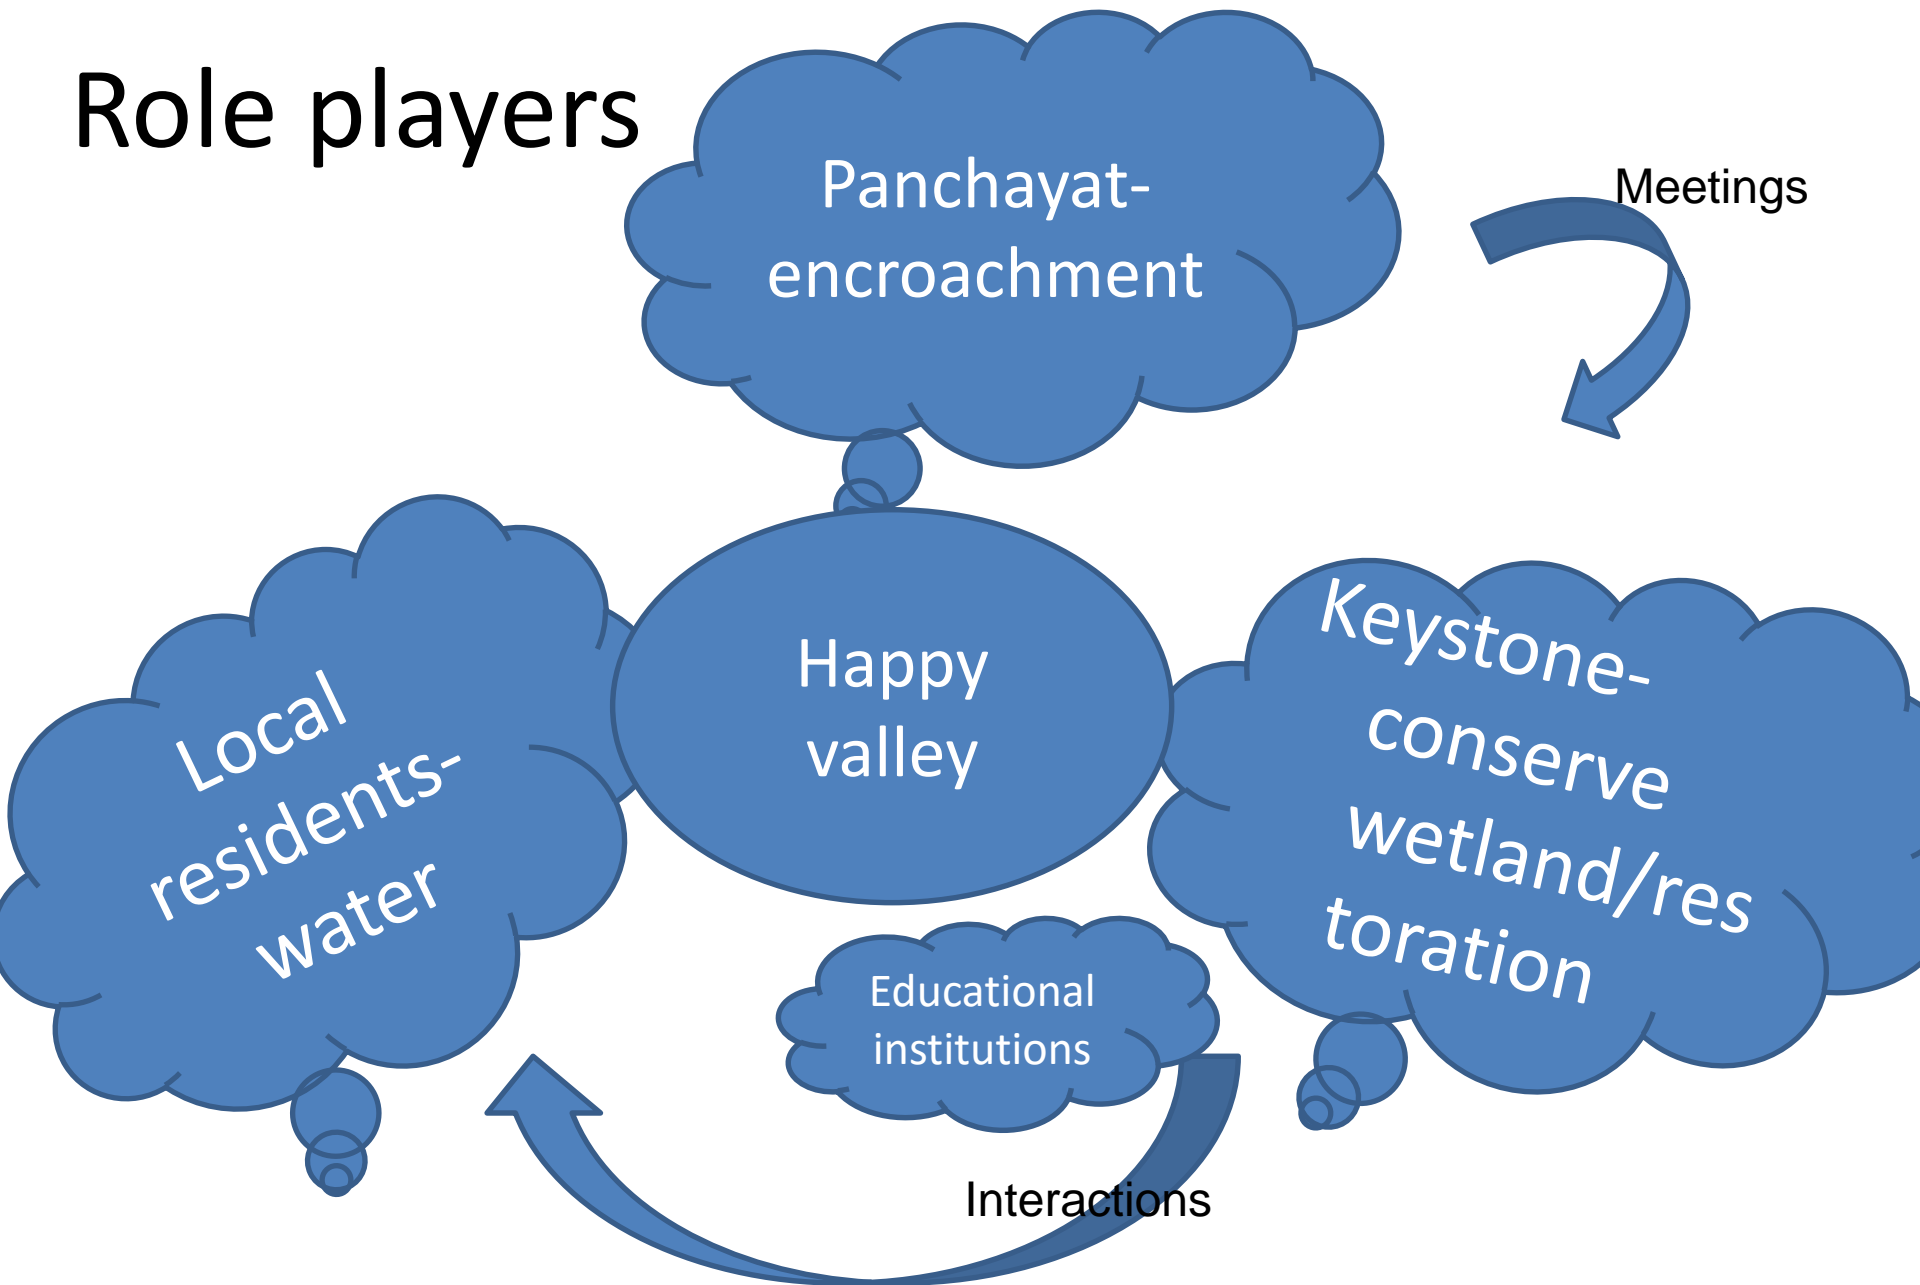 Role players
Panchayat-
encroachment
Meetings
Happy
valley
Local
residents-
water
Keystone-
conserve
wetland/res
toration
Educational
institutions
Interactions